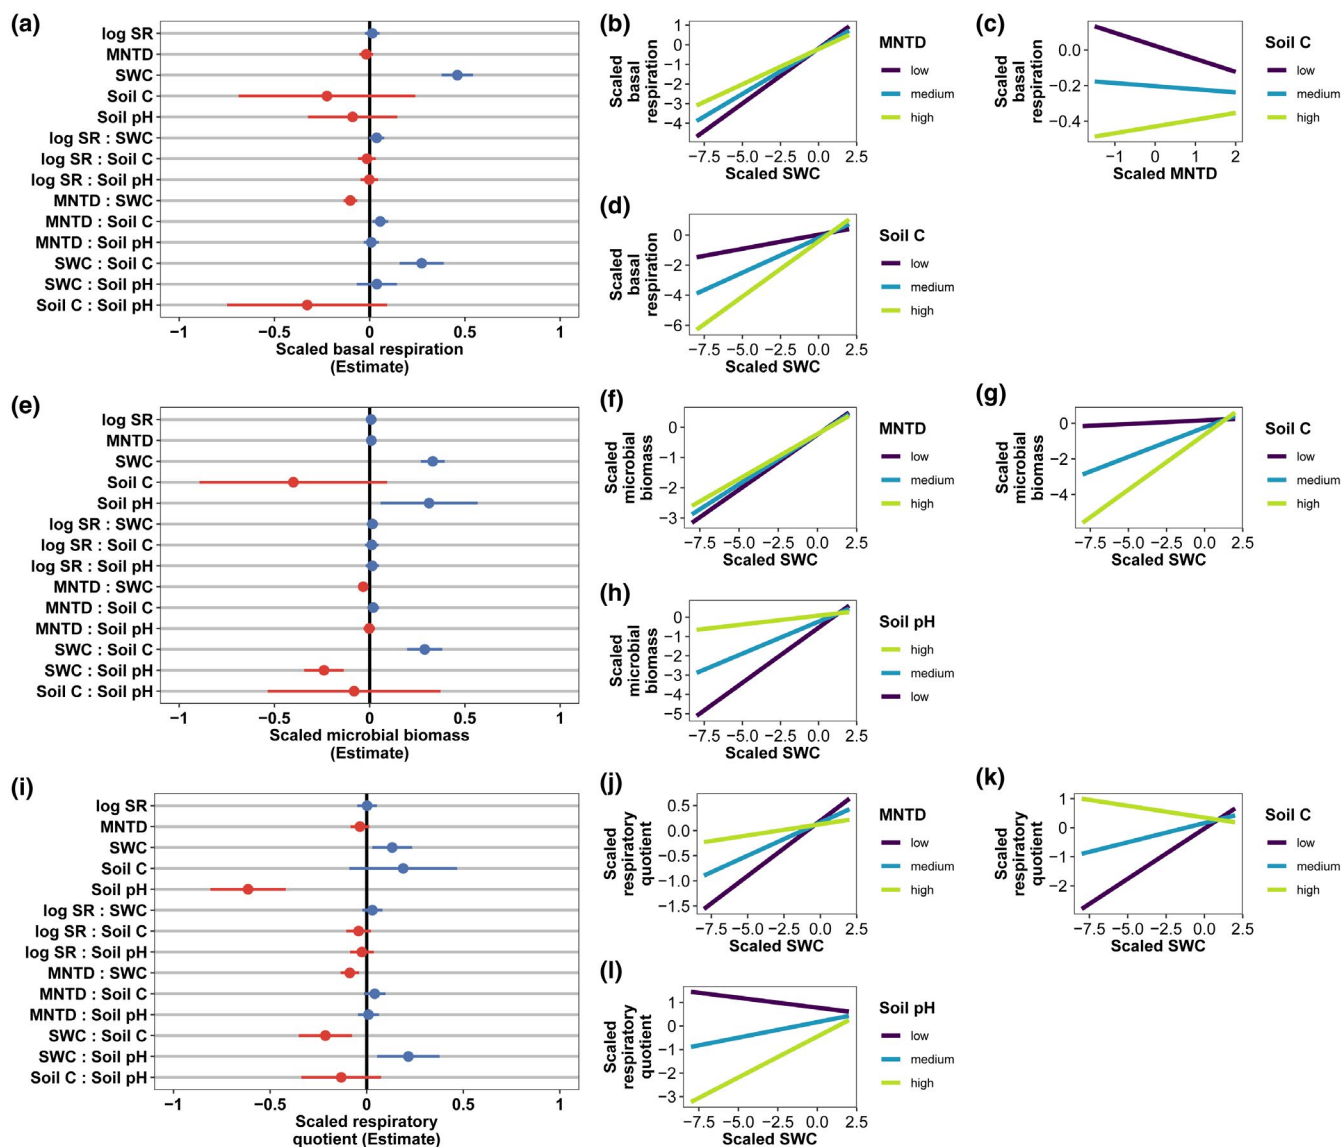 (a)
log SR
MNTD
SWC
Soil C
Soil pH
log SR : SWC
log SR : Soil C
log SR : Soil pH
MNTD : SWC
MNTD : Soil C
MNTD : Soil pH
SWC : Soil C
SWC : Soil pH
Soil C : Soil pH
−1 −0.5 0 0.5 1
Scaled basal respiration
(Estimate)
(b)
Scaled
basal
respiration
1
0
−1
−2
−3
−4
−7.5 −5.0 −2.5 0.0 2.5
Scaled SWC
MNTD
low
medium
high
(c)
Scaled
basal
respiration
0.0
−0.2
−0.4
−1 0 1 2
Scaled MNTD
Soil C
low
medium
high
(d)
Scaled
basal
respiration
0
−2
−4
−6
−7.5 −5.0 −2.5 0.0 2.5
Scaled SWC
Soil C
low
medium
high
(e)
log SR
MNTD
SWC
Soil C
Soil pH
log SR : SWC
log SR : Soil C
log SR : Soil pH
MNTD : SWC
MNTD : Soil C
MNTD : Soil pH
SWC : Soil C
SWC : Soil pH
Soil C : Soil pH
−1 −0.5 0 0.5 1
Scaled microbial biomass
(Estimate)
(f)
Scaled
microbial
biomass
0
−1
−2
−3
−7.5 −5.0 −2.5 0.0 2.5
Scaled SWC
MNTD
low
medium
high
(g)
Scaled
microbial
biomass
0
−2
−4
−7.5 −5.0 −2.5 0.0 2.5
Scaled SWC
Soil C
low
medium
high
(h)
Scaled
microbial
biomass
0
−1
−2
−3
−4
−5
−7.5 −5.0 −2.5 0.0 2.5
Scaled SWC
Soil pH
high
medium
low
(i)
log SR
MNTD
SWC
Soil C
Soil pH
log SR : SWC
log SR : Soil C
log SR : Soil pH
MNTD : SWC
MNTD : Soil C
MNTD : Soil pH
SWC : Soil C
SWC : Soil pH
Soil C : Soil pH
−1 −0.5 0 0.5 1
Scaled respiratory
quotient (Estimate)
(j)
Scaled
respiratory
quotient
0.5
0.0
−0.5
−1.0
−1.5
−7.5 −5.0 −2.5 0.0 2.5
Scaled SWC
MNTD
low
medium
high
(k)
Scaled
respiratory
quotient
1
0
−1
−2
−7.5 −5.0 −2.5 0.0 2.5
Scaled SWC
Soil C
low
medium
high
(l)
Scaled
respiratory
quotient
1
0
−1
−2
−3
−7.5 −5.0 −2.5 0.0 2.5
Scaled SWC
Soil pH
low
medium
high